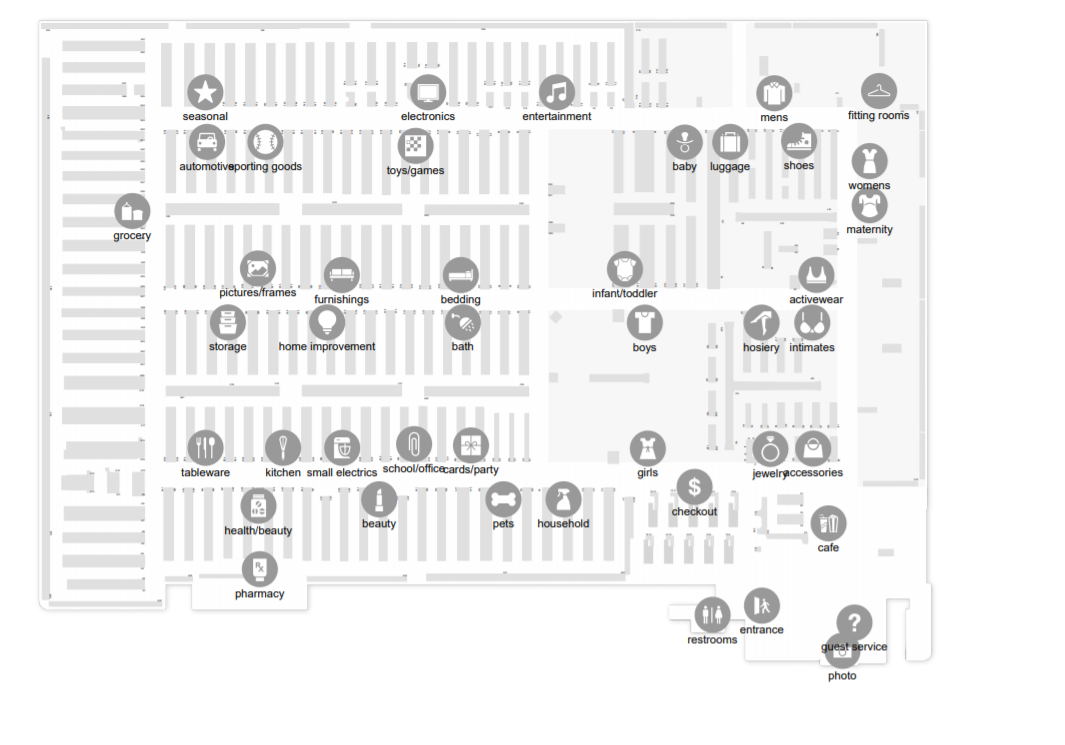 seasonal
electronics
entertainment
mens
fitting rooms
automotive
sporting goods
toys/games
baby
luggage
shoes
womens
maternity
grocery
pictures/frames
furnishings
bedding
infant/toddler
activewear
storage
home improvement
bath
boys
hosiery
intimates
tableware
kitchen
small electrics
school/office
cards/party
girls
jewelry
accessories
$
checkout
health/beauty
beauty
pets
household
cafe
Rx
pharmacy
restrooms
entrance
?
guest service
photo